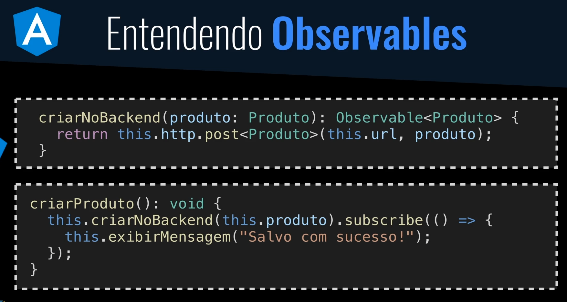 A
Entendendo Observables
criarNoBackend(produto: Produto): Observable<Produto> {
  return this.http.post<Produto>(this.url, produto);
}
criarProduto(): void {
  this.criarNoBackend(this.produto).subscribe(() => {
    this.exibirMensagem("Salvo com sucesso!");
  });
}